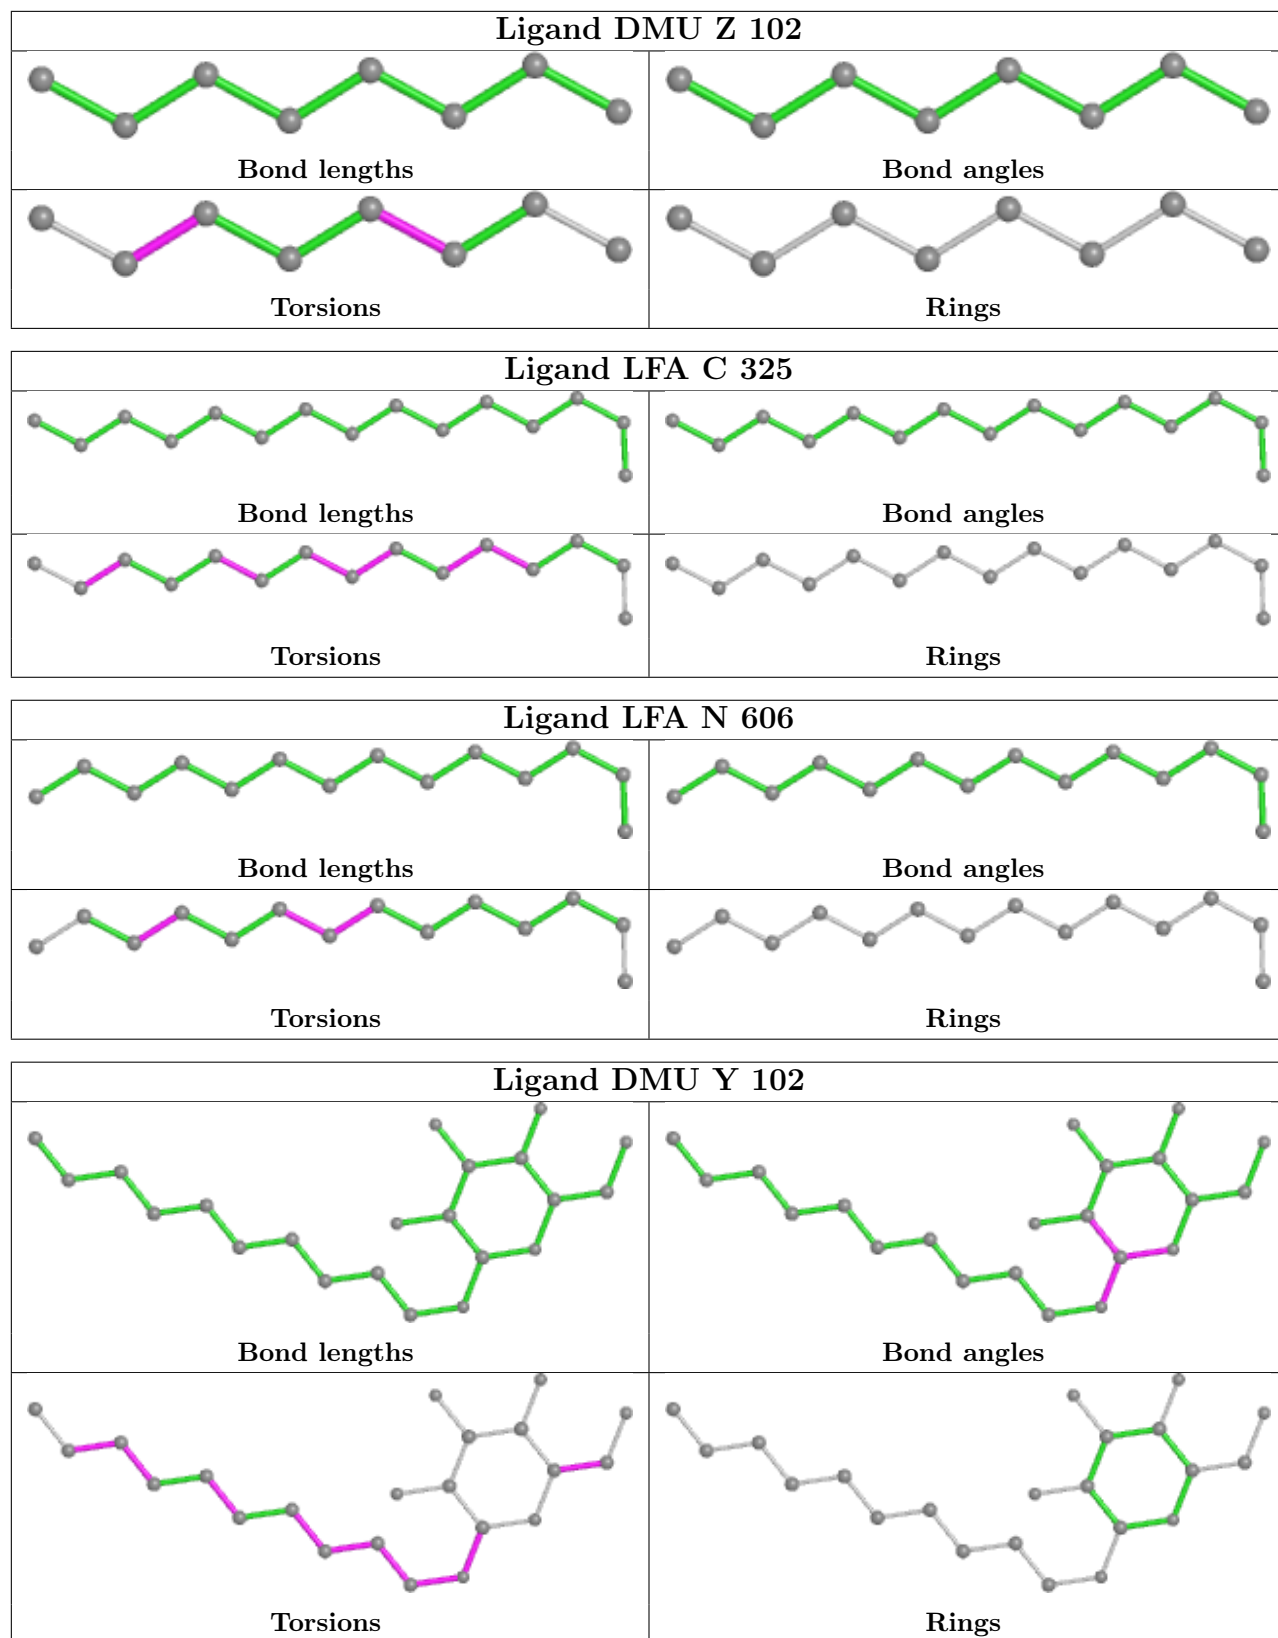 Ligand DMU Z 102
Bond lengths
Bond angles
Torsions
Rings
Ligand LFA C 325
Bond lengths
Bond angles
Torsions
Rings
Ligand LFA N 606
Bond lengths
Bond angles
Torsions
Rings
Ligand DMU Y 102
Bond lengths
Bond angles
Torsions
Rings